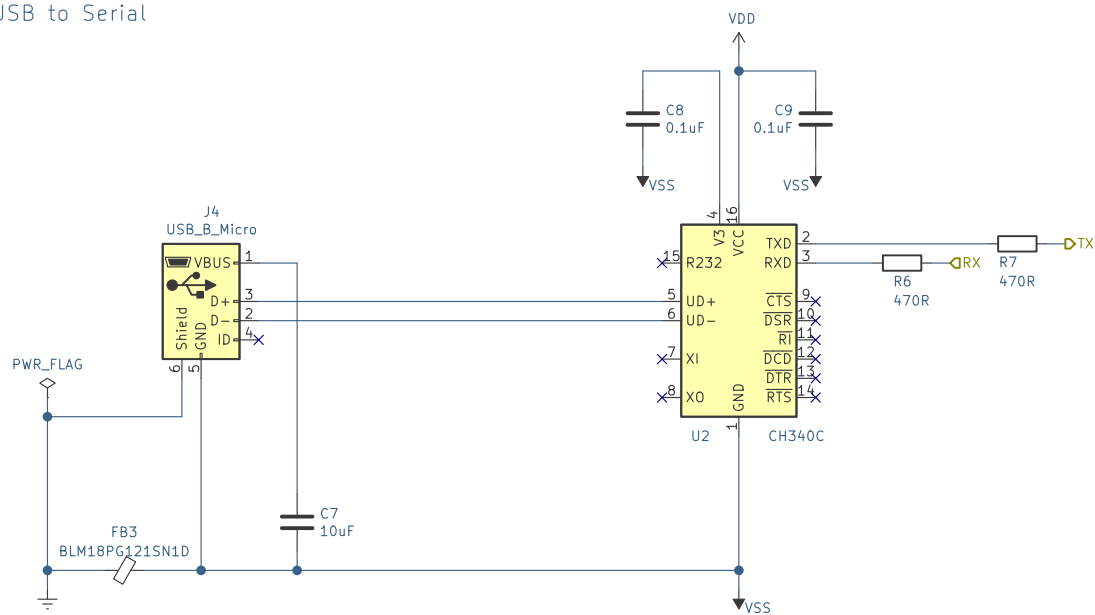 USB to Serial
VDD
C8
0.1uF
C9
0.1uF
VSS
VSS
J4
USB_B_Micro
4
16
V3
VCC
VBUS
1
D+
3
D-
2
ID
4
Shield
GND
6
5
15
R232
TXD
2
RXD
3
R7
470R
TX
R6
470R
RX
5
UD+
6
UD-
7
XI
8
XO
CTS
9
DSR
10
RI
11
DCD
12
DTR
13
RTS
14
GND
1
U2
CH340C
PWR_FLAG
C7
10uF
FB3
BLM18PG121SN1D
VSS